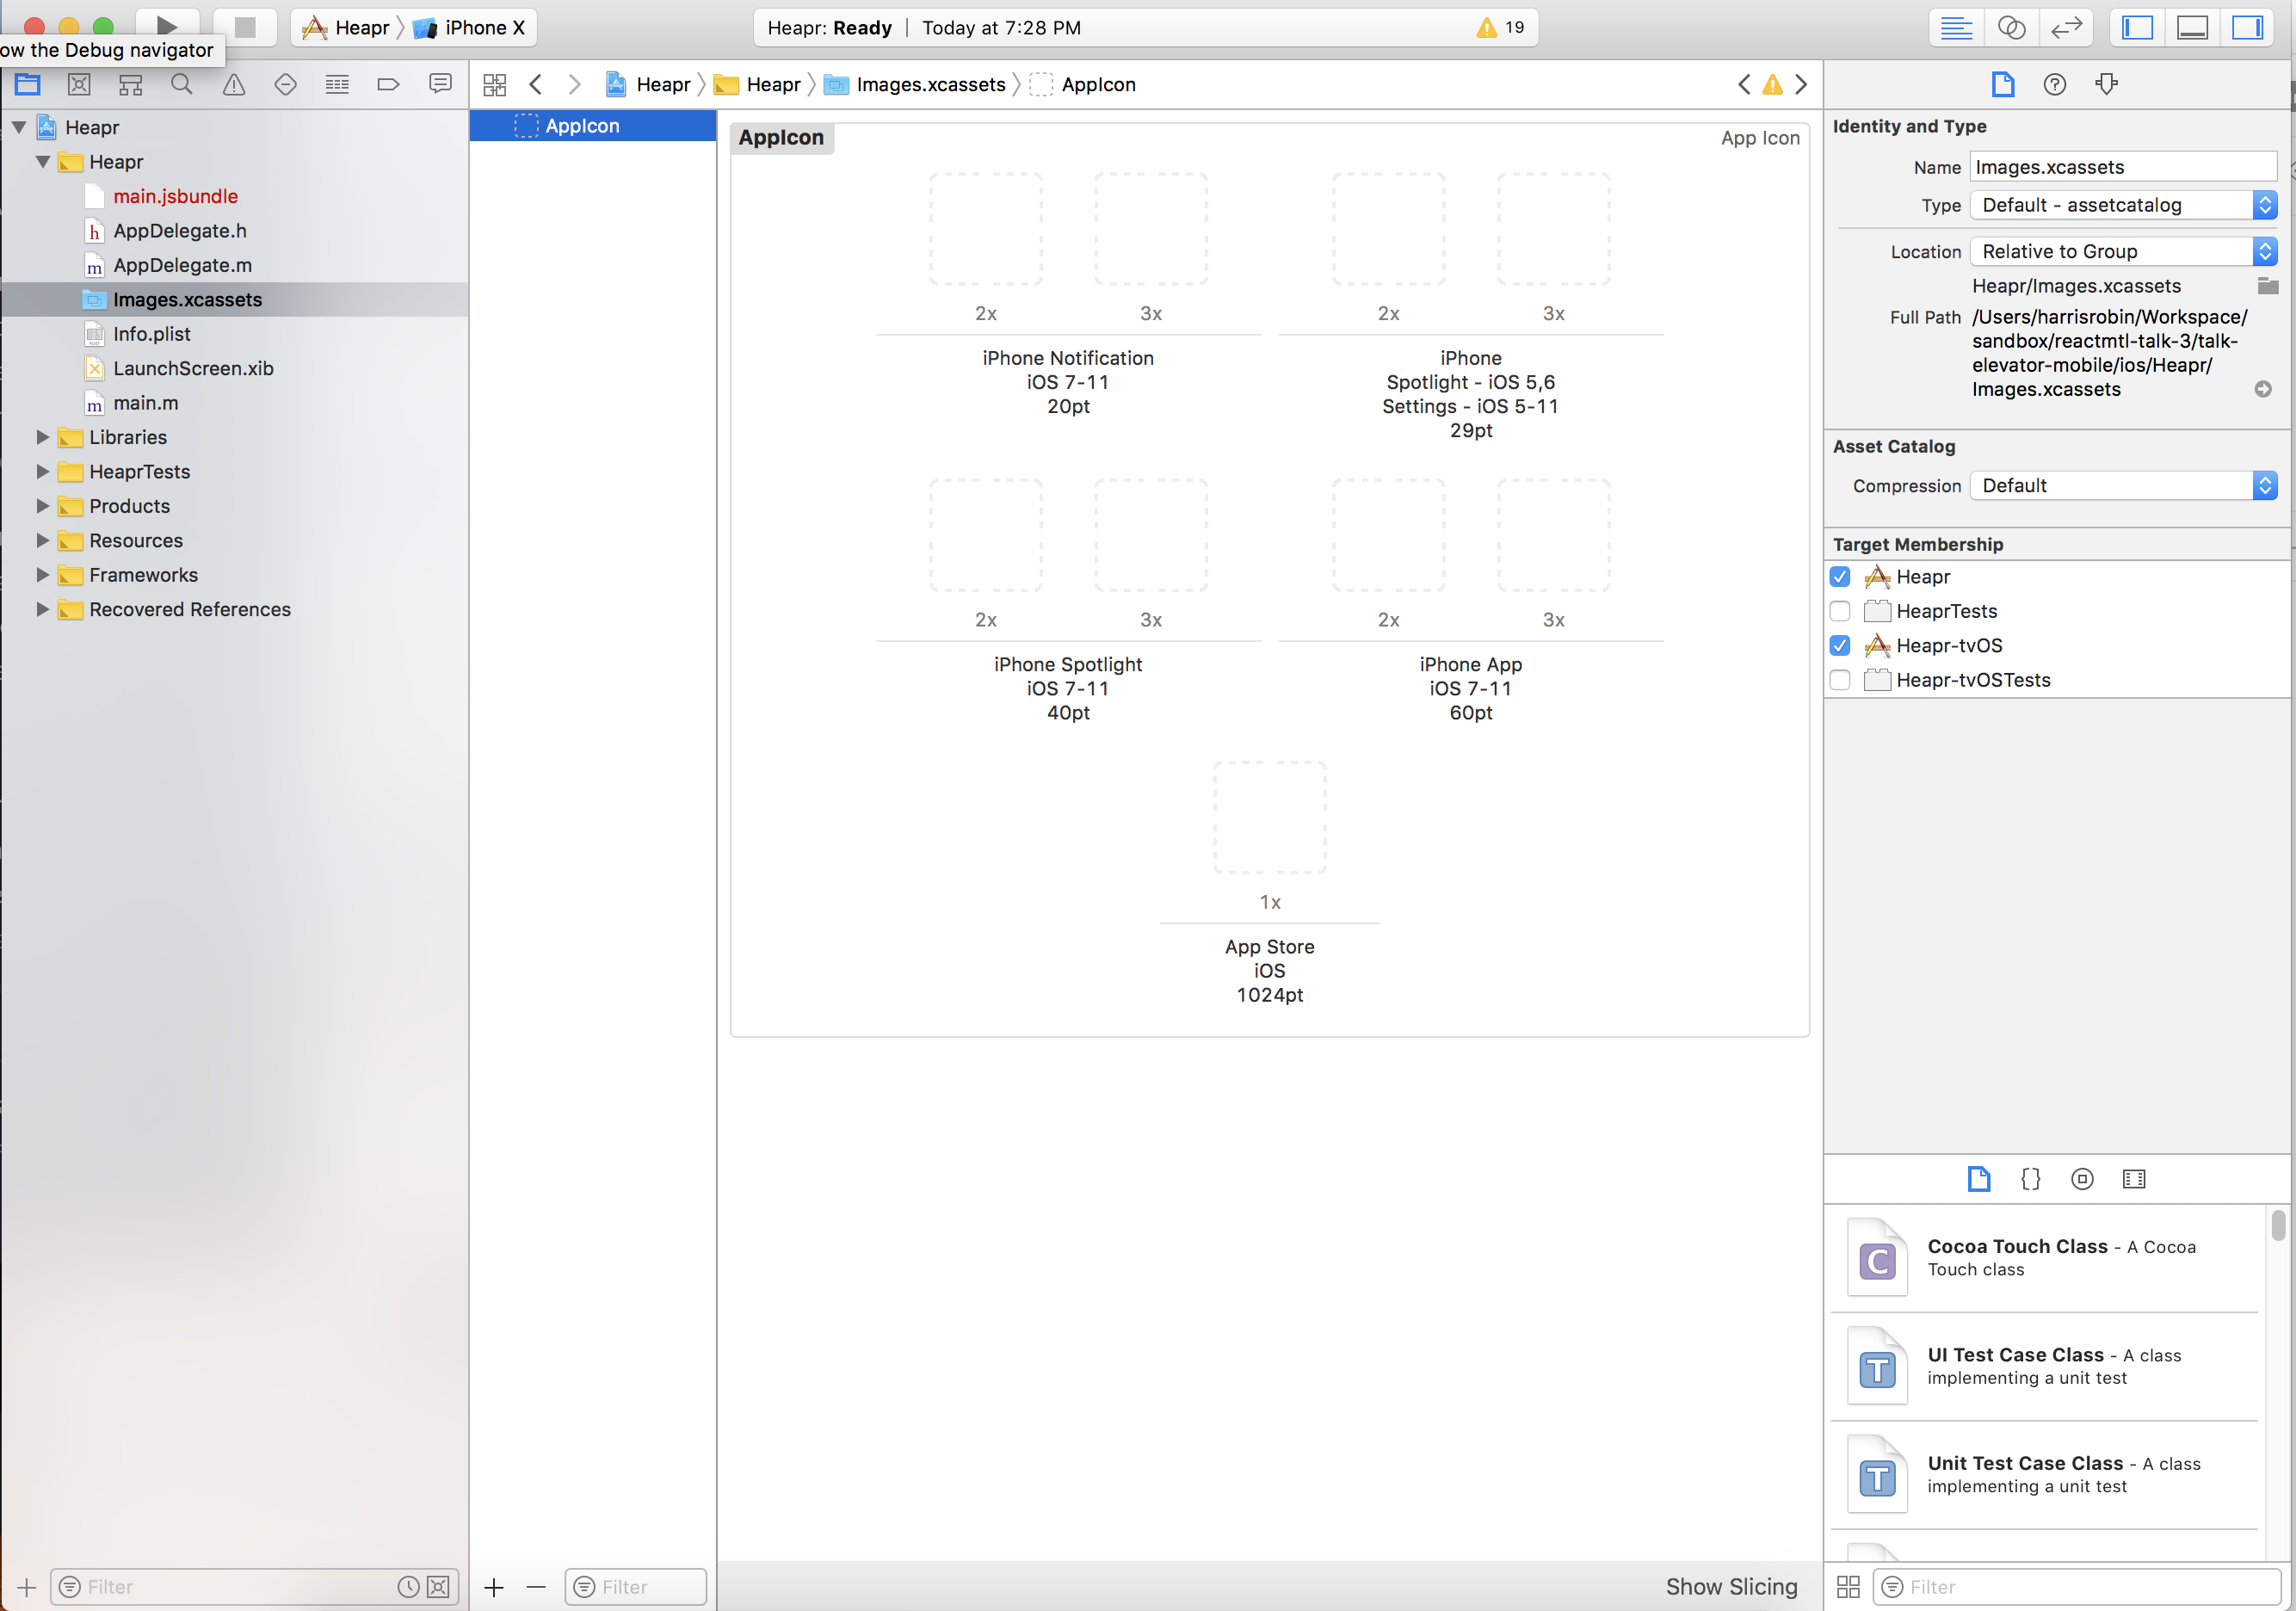 Heapr
iPhone X
Heapr: Ready
Today at 7:28 PM
19
ow the Debug navigator
Heapr
Heapr
Images.xcassets
AppIcon
Heapr
Heapr
main.jsbundle
AppDelegate.h
AppDelegate.m
Images.xcassets
Info.plist
LaunchScreen.xib
main.m
Libraries
HeaprTests
Products
Resources
Frameworks
Recovered References
Filter
AppIcon
Filter
AppIcon
App Icon
2x
3x
iPhone Notification
iOS 7-11
20pt
2x
3x
iPhone
Spotlight - iOS 5,6
Settings - iOS 5-11
29pt
2x
3x
iPhone Spotlight
iOS 7-11
40pt
2x
3x
iPhone App
iOS 7-11
60pt
1x
App Store
iOS
1024pt
Show Slicing
Identity and Type
Name Images.xcassets
Type Default - assetcatalog
Location Relative to Group
Heapr/Images.xcassets
Full Path /Users/harrisrobin/Workspace/
sandbox/reactmtl-talk-3/talk-
elevator-mobile/ios/Heapr/
Images.xcassets
Asset Catalog
Compression Default
Target Membership
Heapr
HeaprTests
Heapr-tvOS
Heapr-tvOSTests
C
Cocoa Touch Class - A Cocoa
Touch class
T
UI Test Case Class - A class
implementing a unit test
T
Unit Test Case Class - A class
implementing a unit test
Filter